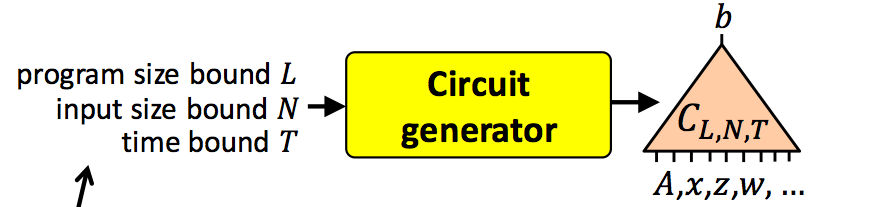 program size bound L
input size bound N
time bound T
Circuit
generator
b
C_{L,N,T}
A,x,z,w, ...